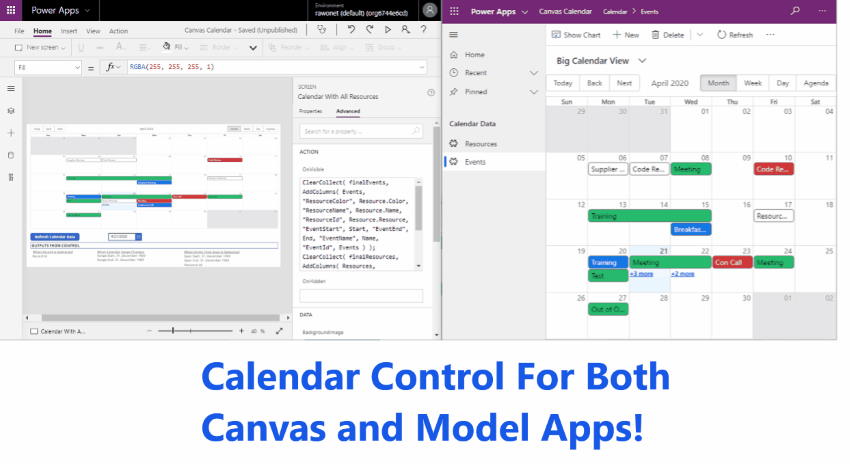 Power Apps
Environment
rawonet (default) (org6744e6cd)
File Home Insert View Action
Canvas Calendar - Saved (Unpublished)
New screen
Fill
Border
Reorder
Align
Group
Fill
= fx RGBA(255, 255, 255, 1)
SCREEN
Calendar With All Resources
Properties Advanced
Search for a property ...
ACTION
OnVisible
ClearCollect( finalEvents,
AddColumns( Events,
"ResourceColor", Resource.Color,
"ResourceName", Resource.Name,
"ResourceId", Resource.Resource,
"EventStart", Start, "EventEnd",
End, "EventName", Name,
"EventId", Events ) );
ClearCollect( finalResources,
AddColumns( Resources,
OnHidden
DATA
BackgroundImage
Refresh Calendar Data
OUTPUTS FROM CONTROL
Calendar With A...
40 %
Power Apps Canvas Calendar Calendar > Events
Show Chart New Delete Refresh
Home
Recent
Pinned
Calendar Data
Resources
Events
Big Calendar View
Today Back Next April 2020 Month Week Day Agenda
Sun Mon Tue Wed Thu Fri Sat
29 30 31 01 02 03 04
05 06 07 08 09 10 11
Supplier ... Code Re... Meeting Code Re...
12 13 14 15 16 17 18
Training Resourc...
Breakfas...
19 20 21 22 23 24 25
Training Meeting Con Call Meeting
Test +3 more +2 more
26 27 28 29 30 01 02
Out of O...
Calendar Control For Both
Canvas and Model Apps!